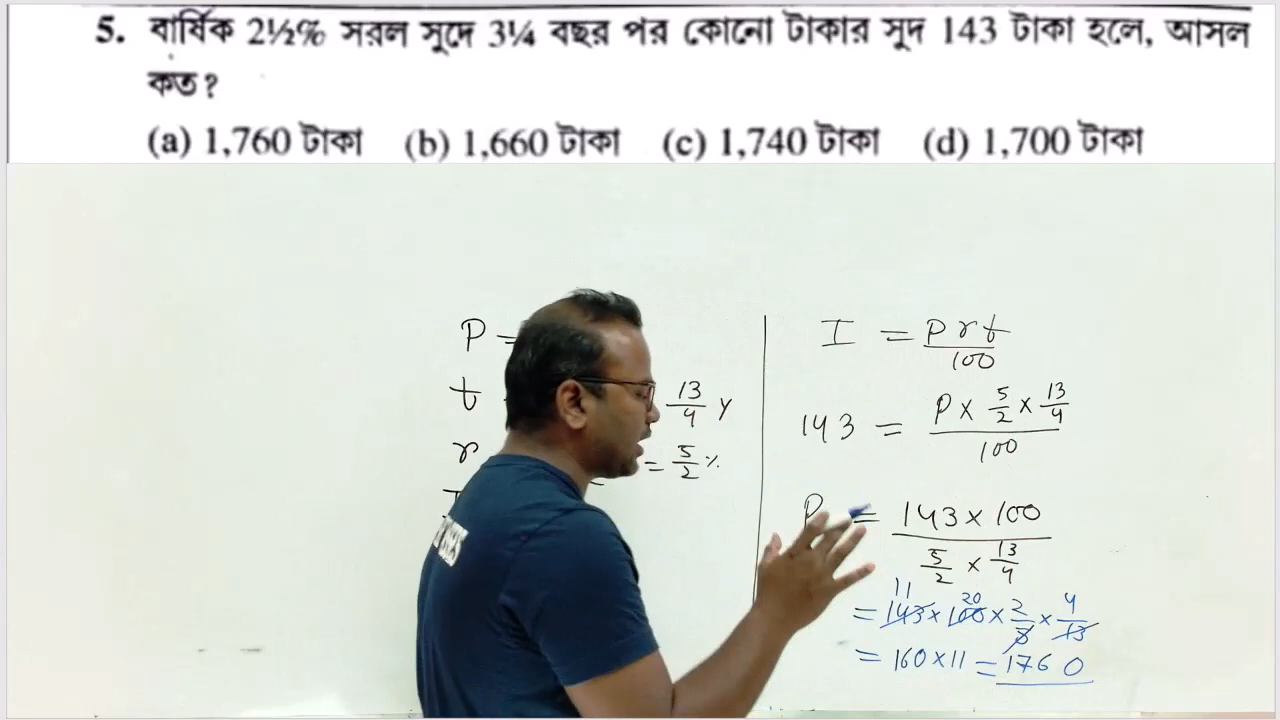 5. বার্ষিক 2½% সরল সুদে 3¼ বছর পর কোনো টাকার সুদ 143 টাকা হলে, আসল
কত?
(a) 1,760 টাকা (b) 1,660 টাকা (c) 1,740 টাকা (d) 1,700 টাকা
P =
t 13/4 y
r = 5/2 %
I = Prt/100
143 = P × 5/2 × 13/4 / 100
P = 143 × 100 / 5/2 × 13/4
11 20
= 143 × 100 × 2/5 × 4/13
= 160 × 11 = 1760